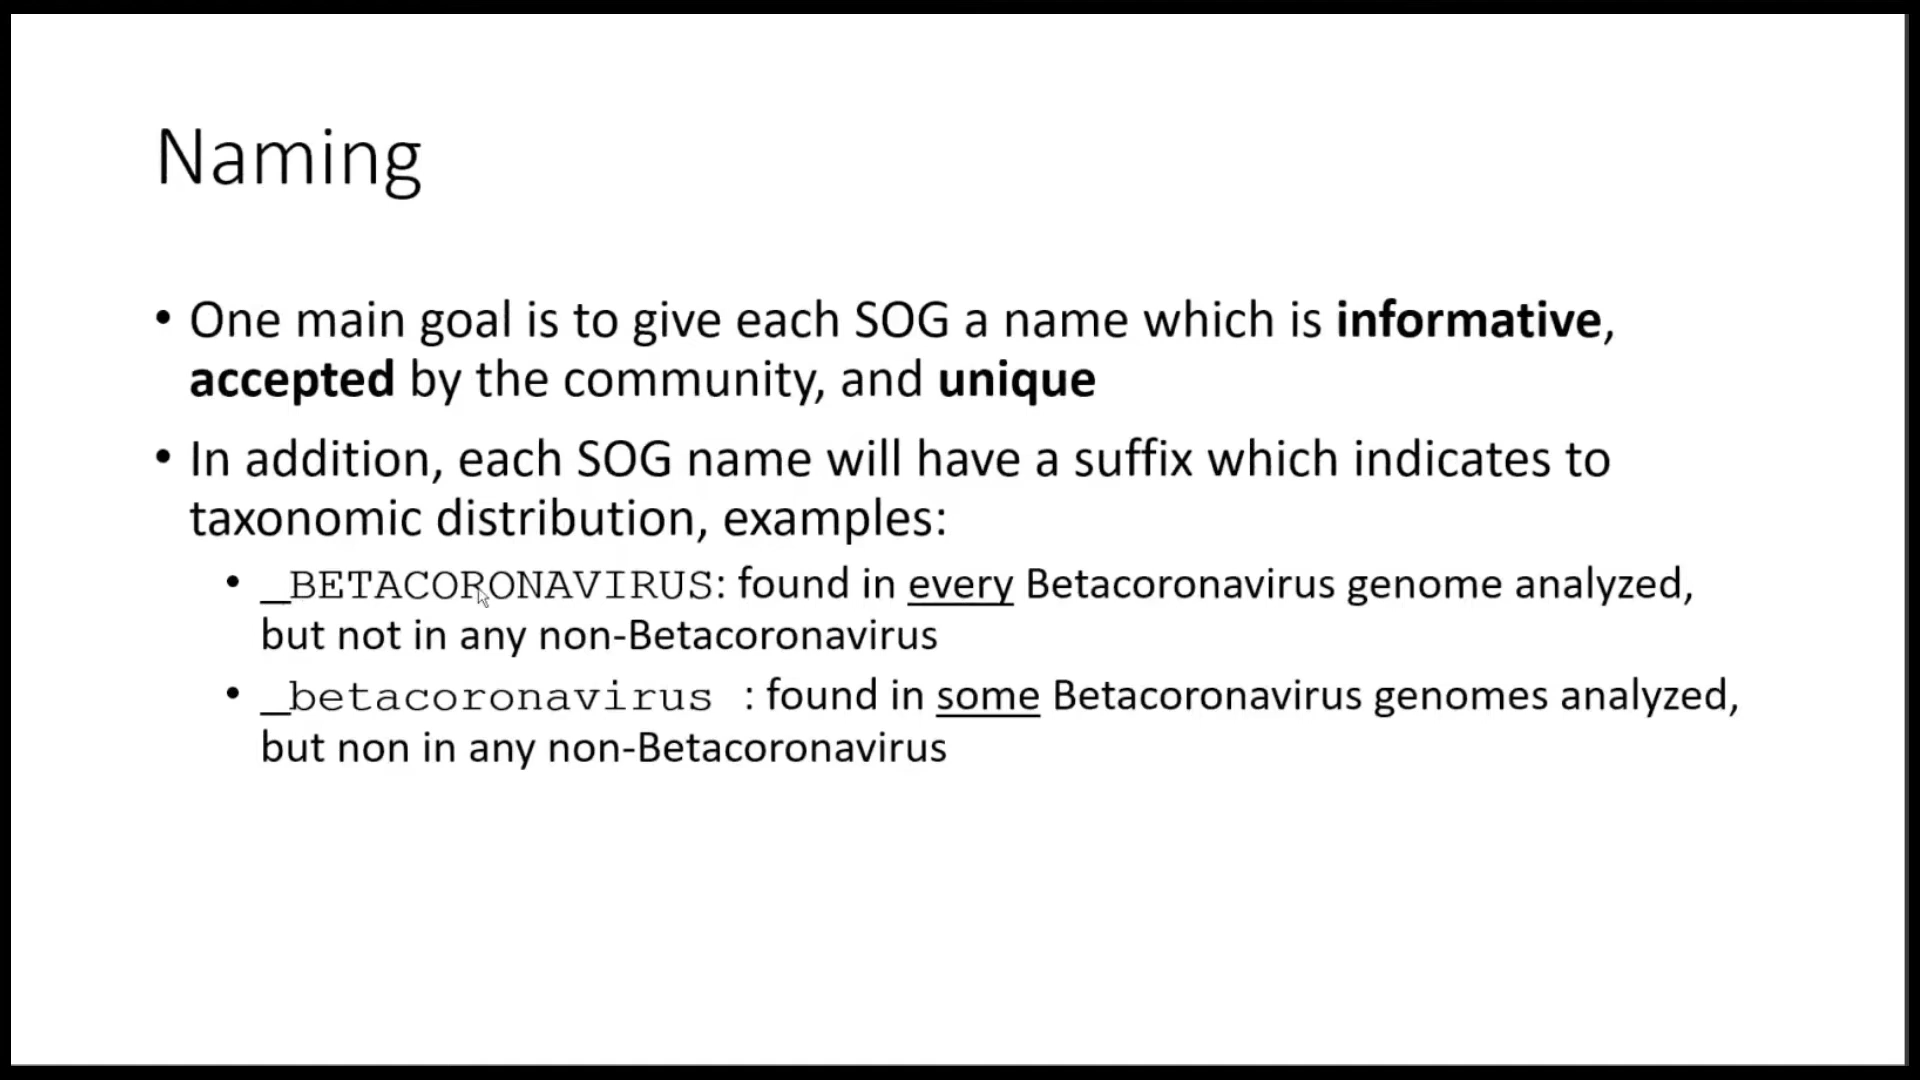 Naming
• One main goal is to give each SOG a name which is informative,
accepted by the community, and unique
• In addition, each SOG name will have a suffix which indicates to
taxonomic distribution, examples:
• _BETACORONAVIRUS: found in every Betacoronavirus genome analyzed,
but not in any non-Betacoronavirus
• _betacoronavirus : found in some Betacoronavirus genomes analyzed,
but non in any non-Betacoronavirus